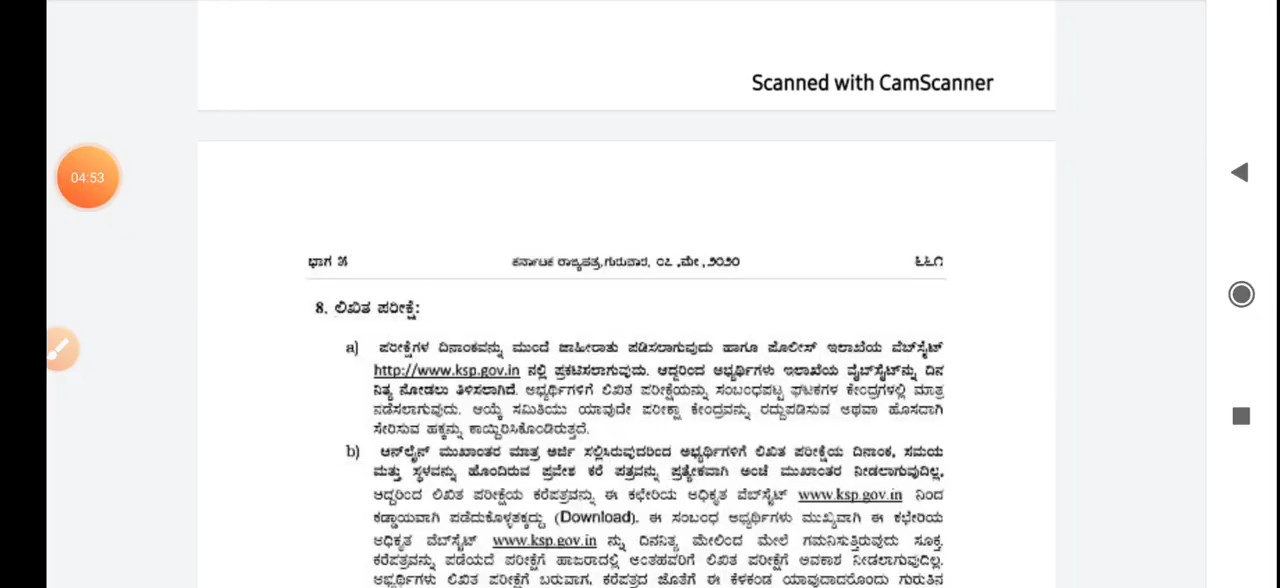 Scanned with CamScanner
04:53
ಭಾಗ ೫ ಕರ್ನಾಟಕ ರಾಜ್ಯಪತ್ರ, ಗುರುವಾರ, ೦೭, ಮೇ, ೨೦೨೦ ೬೬೧
8. ಲಿಖಿತ ಪರೀಕ್ಷೆ:
a) ಪರೀಕ್ಷೆಗಳ ದಿನಾಂಕವನ್ನು ಮುಂದೆ ಜಾಹೀರಾತು ಪಡಿಸಲಾಗುವುದು ಹಾಗೂ ಪೊಲೀಸ್ ಇಲಾಖೆಯ ವೆಬ್‌ಸೈಟ್
http://www.ksp.gov.in ನಲ್ಲಿ ಪ್ರಕಟಿಸಲಾಗುವುದು. ಆದ್ದರಿಂದ ಅಭ್ಯರ್ಥಿಗಳು ಇಲಾಖೆಯ ವೈಬ್‌ಸೈಟ್‌ನ್ನು ದಿನ
ನಿತ್ಯ ನೋಡಲು ತಿಳಿಸಲಾಗಿದೆ. ಅಭ್ಯರ್ಥಿಗಳಿಗೆ ಲಿಖಿತ ಪರೀಕ್ಷೆಯನ್ನು ಸಂಬಂಧಪಟ್ಟ ಘಟಕಗಳ ಕೇಂದ್ರಗಳಲ್ಲಿ ಮಾತ್ರ
ನಡೆಸಲಾಗುವುದು. ಆಯ್ಕೆ ಸಮಿತಿಯು ಯಾವುದೇ ಪರೀಕ್ಷಾ ಕೇಂದ್ರವನ್ನು ರದ್ದುಪಡಿಸುವ ಅಥವಾ ಹೊಸದಾಗಿ
ಸೇರಿಸುವ ಹಕ್ಕನ್ನು ಕಾಯ್ದಿರಿಸಿಕೊಂಡಿರುತ್ತದೆ.
b) ಆನ್‌ಲೈನ್ ಮುಖಾಂತರ ಮಾತ್ರ ಅರ್ಜಿ ಸಲ್ಲಿಸಿರುವುದರಿಂದ ಅಭ್ಯರ್ಥಿಗಳಿಗೆ ಲಿಖಿತ ಪರೀಕ್ಷೆಯ ದಿನಾಂಕ, ಸಮಯ
ಮತ್ತು ಸ್ಥಳವನ್ನು ಹೊಂದಿರುವ ಪ್ರವೇಶ ಕರೆ ಪತ್ರವನ್ನು ಪ್ರತ್ಯೇಕವಾಗಿ ಅಂಚೆ ಮುಖಾಂತರ ನೀಡಲಾಗುವುದಿಲ್ಲ,
ಆದ್ದರಿಂದ ಲಿಖಿತ ಪರೀಕ್ಷೆಯ ಕರೆಪತ್ರವನ್ನು ಈ ಕಛೇರಿಯ ಅಧಿಕೃತ ವೆಬ್‌ಸೈಟ್ www.ksp.gov.in ನಿಂದ
ಕಡ್ಡಾಯವಾಗಿ ಪಡೆದುಕೊಳ್ಳತಕ್ಕದ್ದು (Download). ಈ ಸಂಬಂಧ ಅಭ್ಯರ್ಥಿಗಳು ಮುಖ್ಯವಾಗಿ ಈ ಕಛೇರಿಯ
ಅಧಿಕೃತ ವೆಬ್‌ಸೈಟ್ www.ksp.gov.in ನ್ನು ದಿನನಿತ್ಯ ಮೇಲಿಂದ ಮೇಲೆ ಗಮನಿಸುತ್ತಿರುವುದು ಸೂಕ್ತ.
ಕರೆಪತ್ರವನ್ನು ಪಡೆಯದೆ ಪರೀಕ್ಷೆಗೆ ಹಾಜರಾದಲ್ಲಿ ಅಂತಹವರಿಗೆ ಲಿಖಿತ ಪರೀಕ್ಷೆಗೆ ಅವಕಾಶ ನೀಡಲಾಗುವುದಿಲ್ಲ.
ಅಭ್ಯರ್ಥಿಗಳು ಲಿಖಿತ ಪರೀಕ್ಷೆಗೆ ಬರುವಾಗ, ಕರೆಪತ್ರದ ಜೊತೆಗೆ ಈ ಕೆಳಕಂಡ ಯಾವುದಾದರೊಂದು ಗುರುತಿನ